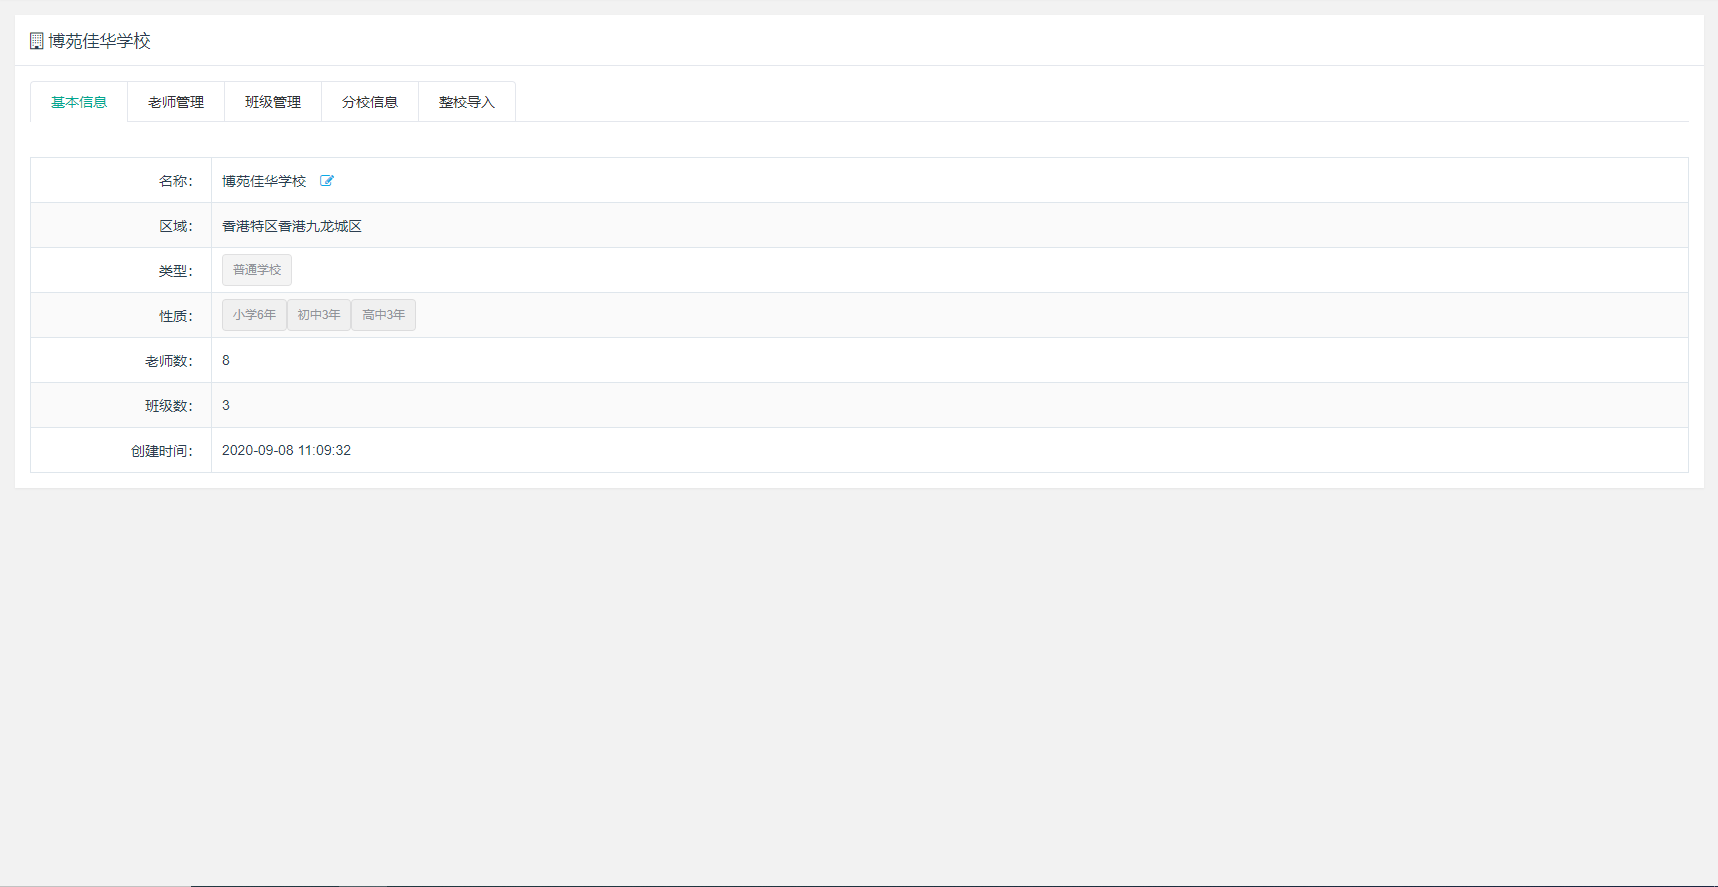 博苑佳华学校
基本信息 老师管理 班级管理 分校信息 整校导入
名称： 博苑佳华学校
区域： 香港特区香港九龙城区
类型： 普通学校
性质： 小学6年 初中3年 高中3年
老师数： 8
班级数： 3
创建时间： 2020-09-08 11:09:32